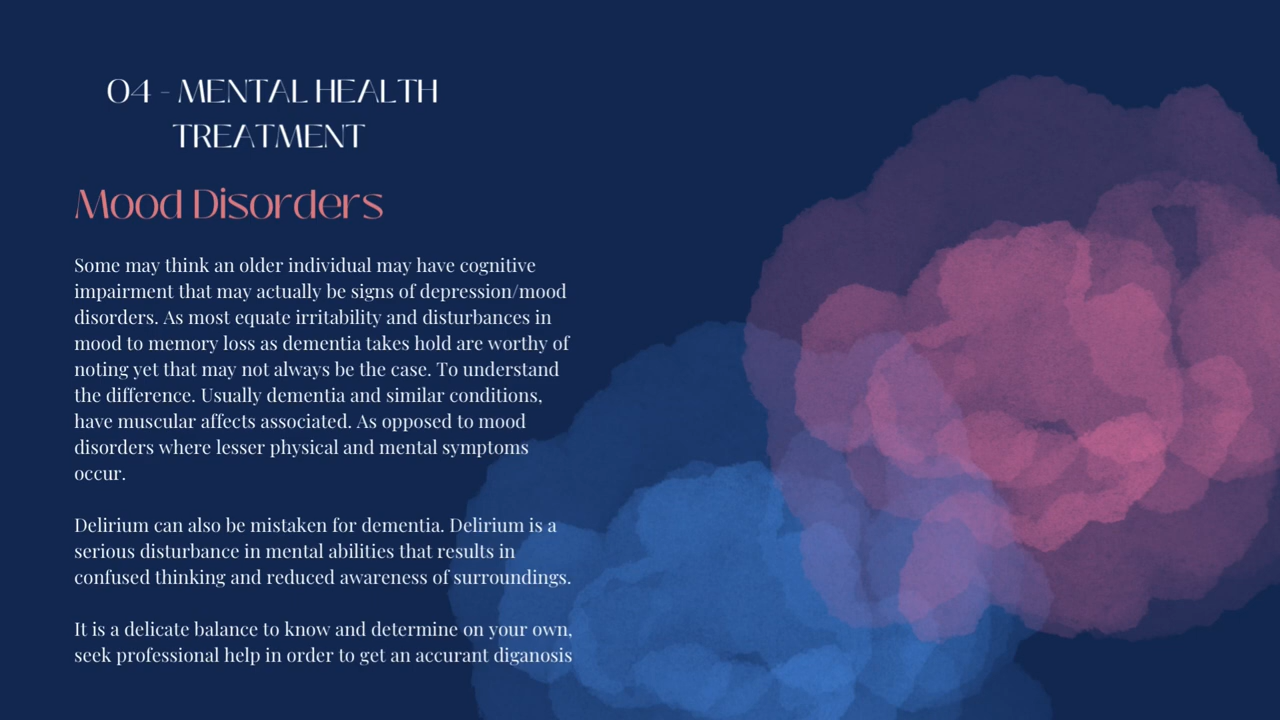 04 - MENTAL HEALTH
TREATMENT
Mood Disorders
Some may think an older individual may have cognitive
impairment that may actually be signs of depression/mood
disorders. As most equate irritability and disturbances in
mood to memory loss as dementia takes hold are worthy of
noting yet that may not always be the case. To understand
the difference. Usually dementia and similar conditions,
have muscular affects associated. As opposed to mood
disorders where lesser physical and mental symptoms
occur.
Delirium can also be mistaken for dementia. Delirium is a
serious disturbance in mental abilities that results in
confused thinking and reduced awareness of surroundings.
It is a delicate balance to know and determine on your own,
seek professional help in order to get an accurant diganosis